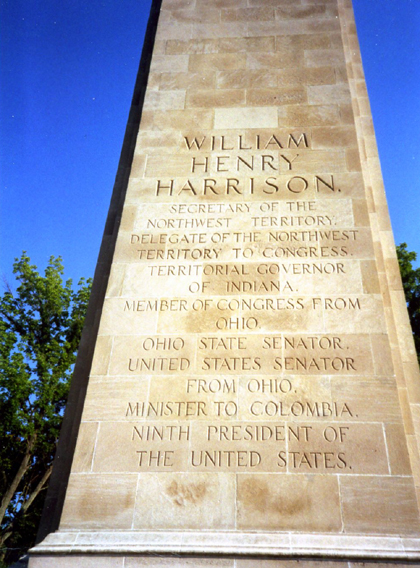 WILLIAM
HENRY
HARRISON.
SECRETARY OF THE
NORTHWEST TERRITORY.
DELEGATE OF THE NORTHWEST
TERRITORY TO CONGRESS.
TERRITORIAL GOVERNOR
OF INDIANA.
MEMBER OF CONGRESS FROM
OHIO.
OHIO STATE SENATOR.
UNITED STATES SENATOR
FROM OHIO.
MINISTER TO COLOMBIA.
NINTH PRESIDENT OF
THE UNITED STATES.